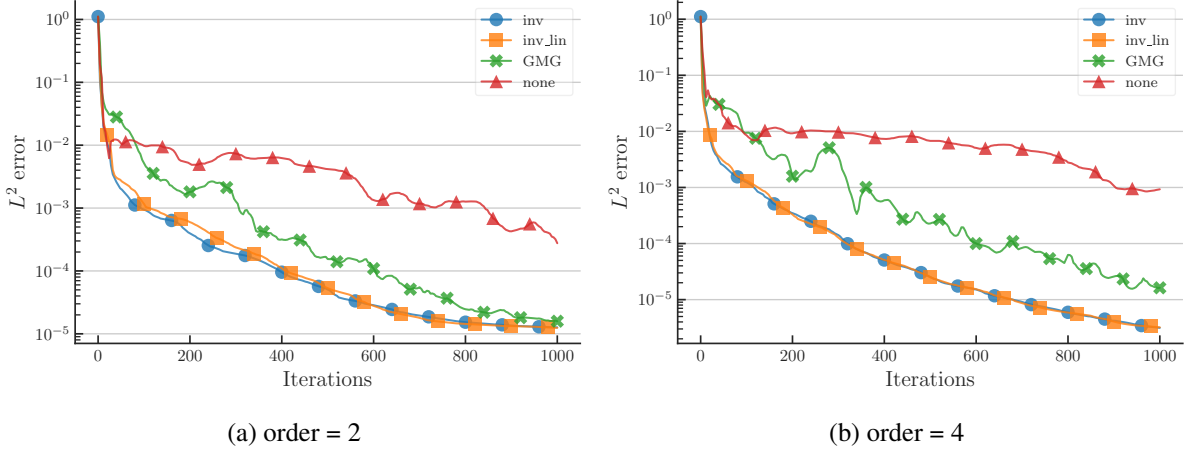 10^0
10^{-1}
10^{-2}
10^{-3}
10^{-4}
10^{-5}
L^2 error
0 200 400 600 800 1000
Iterations
inv
inv_lin
GMG
none
(a) order = 2
10^0
10^{-1}
10^{-2}
10^{-3}
10^{-4}
10^{-5}
L^2 error
0 200 400 600 800 1000
Iterations
inv
inv_lin
GMG
none
(b) order = 4